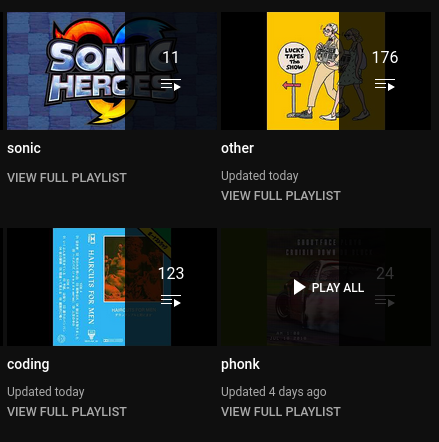 SONIC
HEROES
11
LUCKY
TAPES
THE
SHOW
176
sonic
other
Updated today
VIEW FULL PLAYLIST
VIEW FULL PLAYLIST
HAIRCUTS FOR MEN
123
24
PLAY ALL
coding
phonk
Updated today
Updated 4 days ago
VIEW FULL PLAYLIST
VIEW FULL PLAYLIST